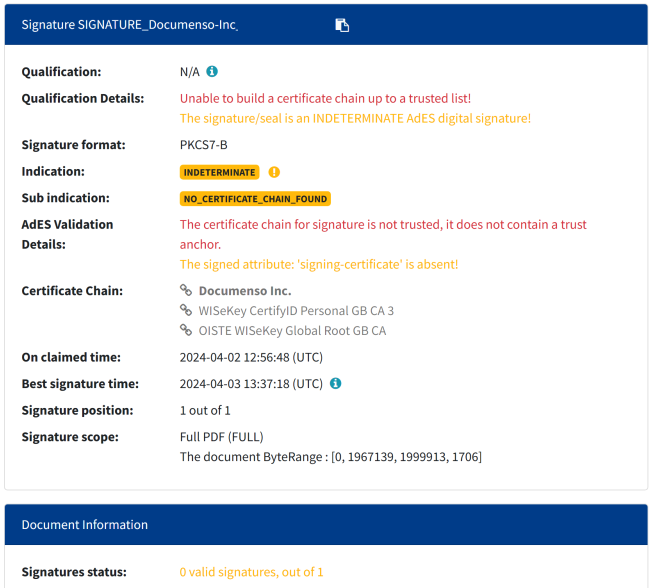 Signature SIGNATURE_Documenso-Inc.
Qualification: N/A
Qualification Details: Unable to build a certificate chain up to a trusted list!
The signature/seal is an INDETERMINATE AdES digital signature!
Signature format: PKCS7-B
Indication: INDETERMINATE
Sub indication: NO_CERTIFICATE_CHAIN_FOUND
AdES Validation Details: The certificate chain for signature is not trusted, it does not contain a trust
anchor.
The signed attribute: 'signing-certificate' is absent!
Certificate Chain: Documenso Inc.
WISeKey CertifyID Personal GB CA 3
OISTE WISeKey Global Root GB CA
On claimed time: 2024-04-02 12:56:48 (UTC)
Best signature time: 2024-04-03 13:37:18 (UTC)
Signature position: 1 out of 1
Signature scope: Full PDF (FULL)
The document ByteRange : [0, 1967139, 1999913, 1706]
Document Information
Signatures status: 0 valid signatures, out of 1